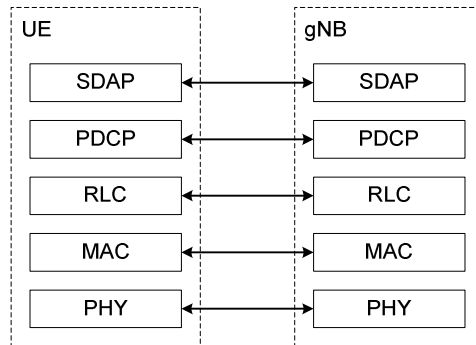 UE gNB
SDAP SDAP
PDCP PDCP
RLC RLC
MAC MAC
PHY PHY